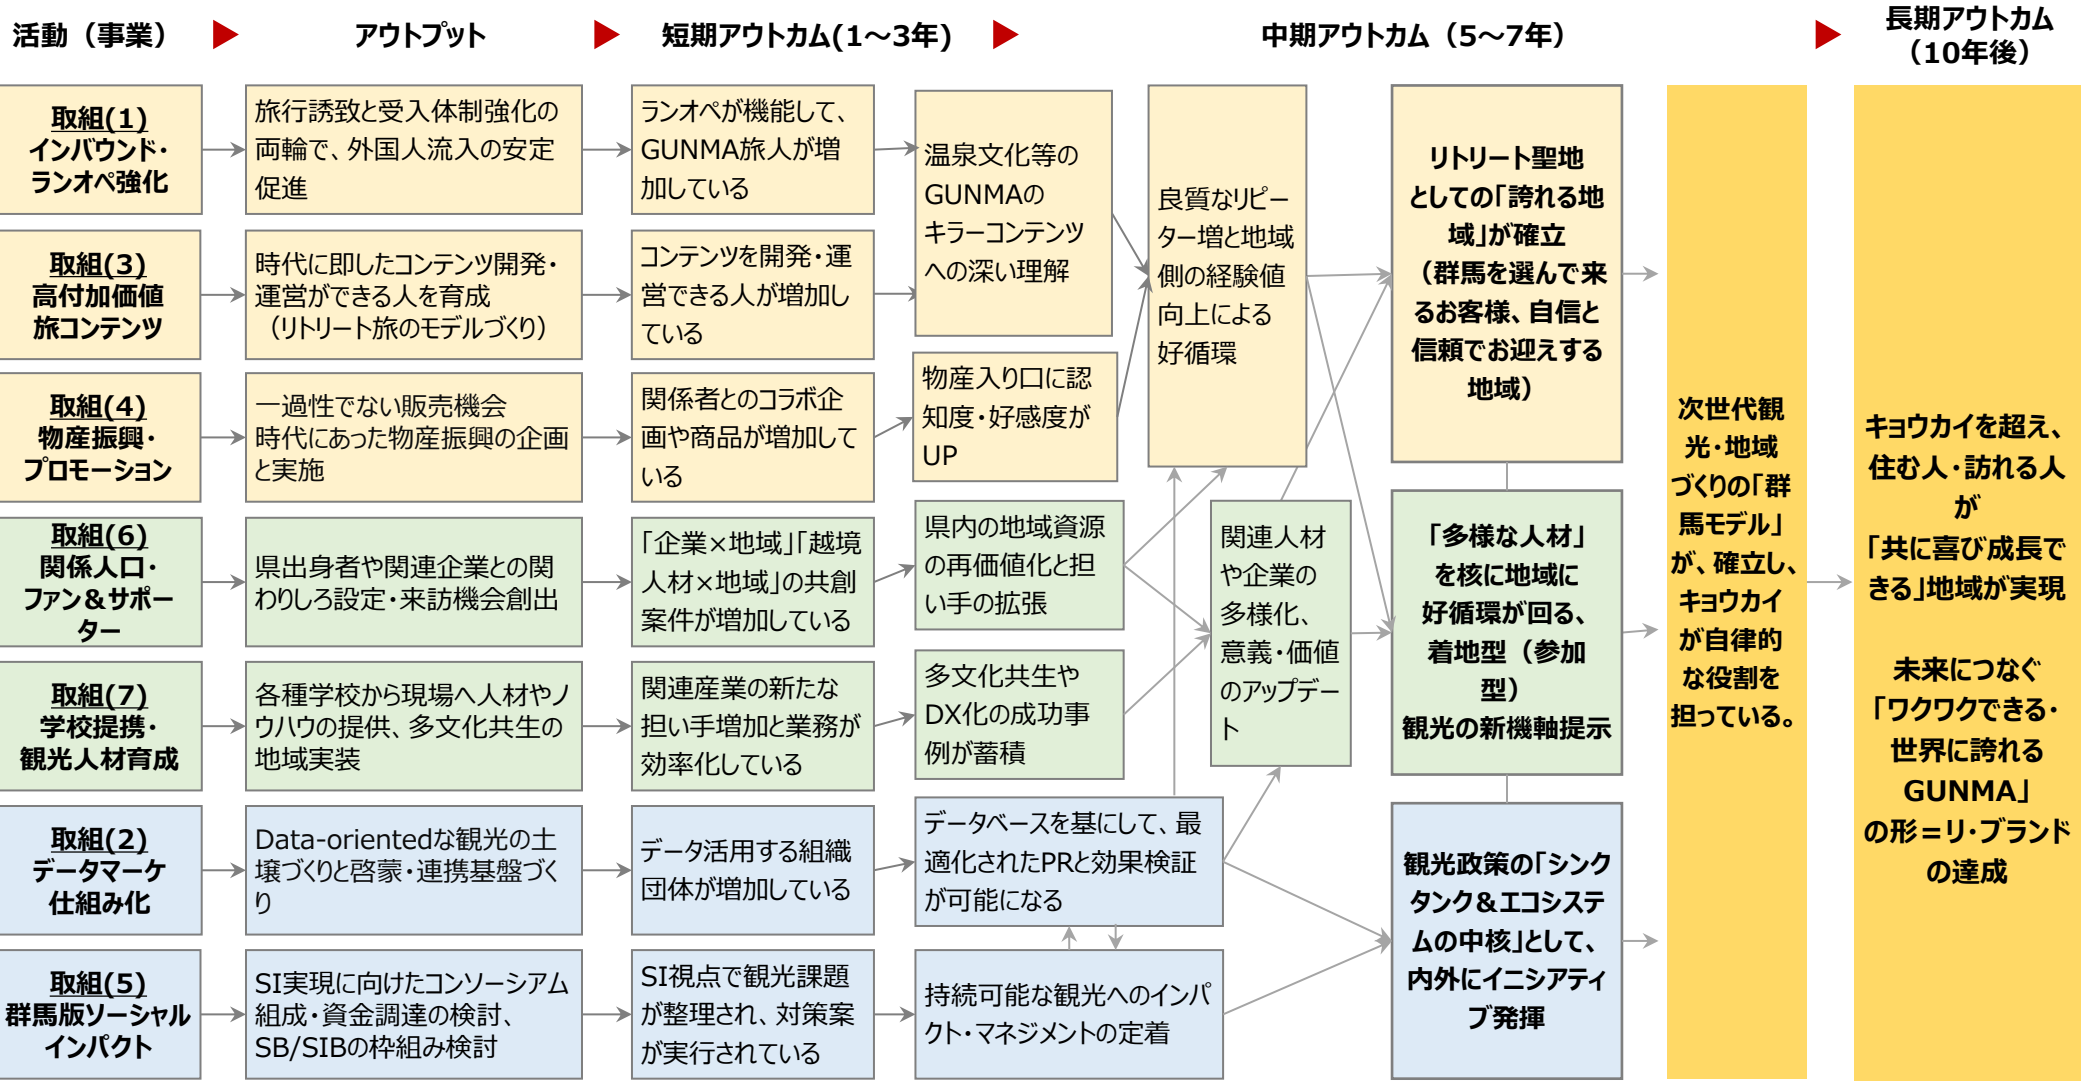 活動（事業）
アウトプット
短期アウトカム(1～3年)
中期アウトカム（5～7年）
長期アウトカム
（10年後）
取組(1)
インバウンド・
ランオペ強化
旅行誘致と受入体制強化の
両輪で、外国人流入の安定
促進
ランオペが機能して、
GUNMA旅人が増
加している
取組(3)
高付加価値
旅コンテンツ
時代に即したコンテンツ開発・
運営ができる人を育成
（リトリート旅のモデルづくり）
コンテンツを開発・運
営できる人が増加し
ている
温泉文化等の
GUNMAの
キラーコンテンツ
への深い理解
取組(4)
物産振興・
プロモーション
一過性でない販売機会
時代にあった物産振興の企画
と実施
関係者とのコラボ企
画や商品が増加して
いる
物産入り口に認
知度・好感度が
UP
良質なリピー
ター増と地域
側の経験値
向上による
好循環
リトリート聖地
としての「誇れる地
域」が確立
（群馬を選んで来
るお客様、自信と
信頼でお迎えする
地域）
取組(6)
関係人口・
ファン＆サポー
ター
県出身者や関連企業との関
わりしろ設定・来訪機会創出
「企業×地域」「越境
人材×地域」の共創
案件が増加している
県内の地域資源
の再価値化と担
い手の拡張
取組(7)
学校提携・
観光人材育成
各種学校から現場へ人材やノ
ウハウの提供、多文化共生の
地域実装
関連産業の新たな
担い手増加と業務が
効率化している
多文化共生や
DX化の成功事
例が蓄積
関連人材
や企業の
多様化、
意義・価値
のアップデー
ト
「多様な人材」
を核に地域に
好循環が回る、
着地型（参加
型）
観光の新機軸提示
取組(2)
データマーケ
仕組み化
Data-orientedな観光の土
壌づくりと啓蒙・連携基盤づく
り
データ活用する組織
団体が増加している
データベースを基にして、最
適化されたPRと効果検証
が可能になる
取組(5)
群馬版ソーシャル
インパクト
SI実現に向けたコンソーシアム
組成・資金調達の検討、
SB/SIBの枠組み検討
SI視点で観光課題
が整理され、対策案
が実行されている
持続可能な観光へのインパ
クト・マネジメントの定着
観光政策の「シンク
タンク＆エコシステ
ムの中核」として、
内外にイニシアティ
ブ発揮
次世代観
光・地域
づくりの「群
馬モデル」
が、確立し、
キョウカイ
が自律的
な役割を
担っている。
キョウカイを超え、
住む人・訪れる人
が
「共に喜び成長で
きる」地域が実現
未来につなぐ
「ワクワクできる・
世界に誇れる
GUNMA」
の形＝リ・ブランド
の達成